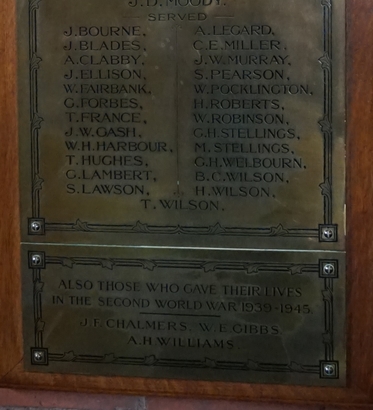 J.D. MOODY.
SERVED
J. BOURNE, A. LEGARD,
J. BLADES, C.E. MILLER,
A. CLABBY, J.W. MURRAY,
J. ELLISON, S. PEARSON,
W. FAIRBANK, W. POCKLINGTON,
G. FORBES, H. ROBERTS,
T. FRANCE, W. ROBINSON,
J.W. GASH, G.H. STELLINGS,
W.H. HARBOUR, M. STELLINGS,
T. HUGHES, G.H. WELBOURN,
G. LAMBERT, B.C. WILSON,
S. LAWSON, H. WILSON,
T. WILSON.
ALSO THOSE WHO GAVE THEIR LIVES
IN THE SECOND WORLD WAR 1939-1945
J.F. CHALMERS. W.E. GIBBS.
A.H. WILLIAMS